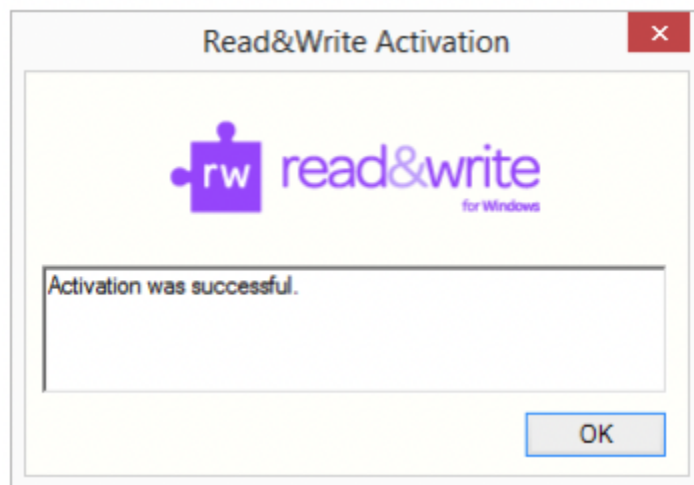 Read&Write Activation
×
rw read&write
for Windows
Activation was successful.
OK